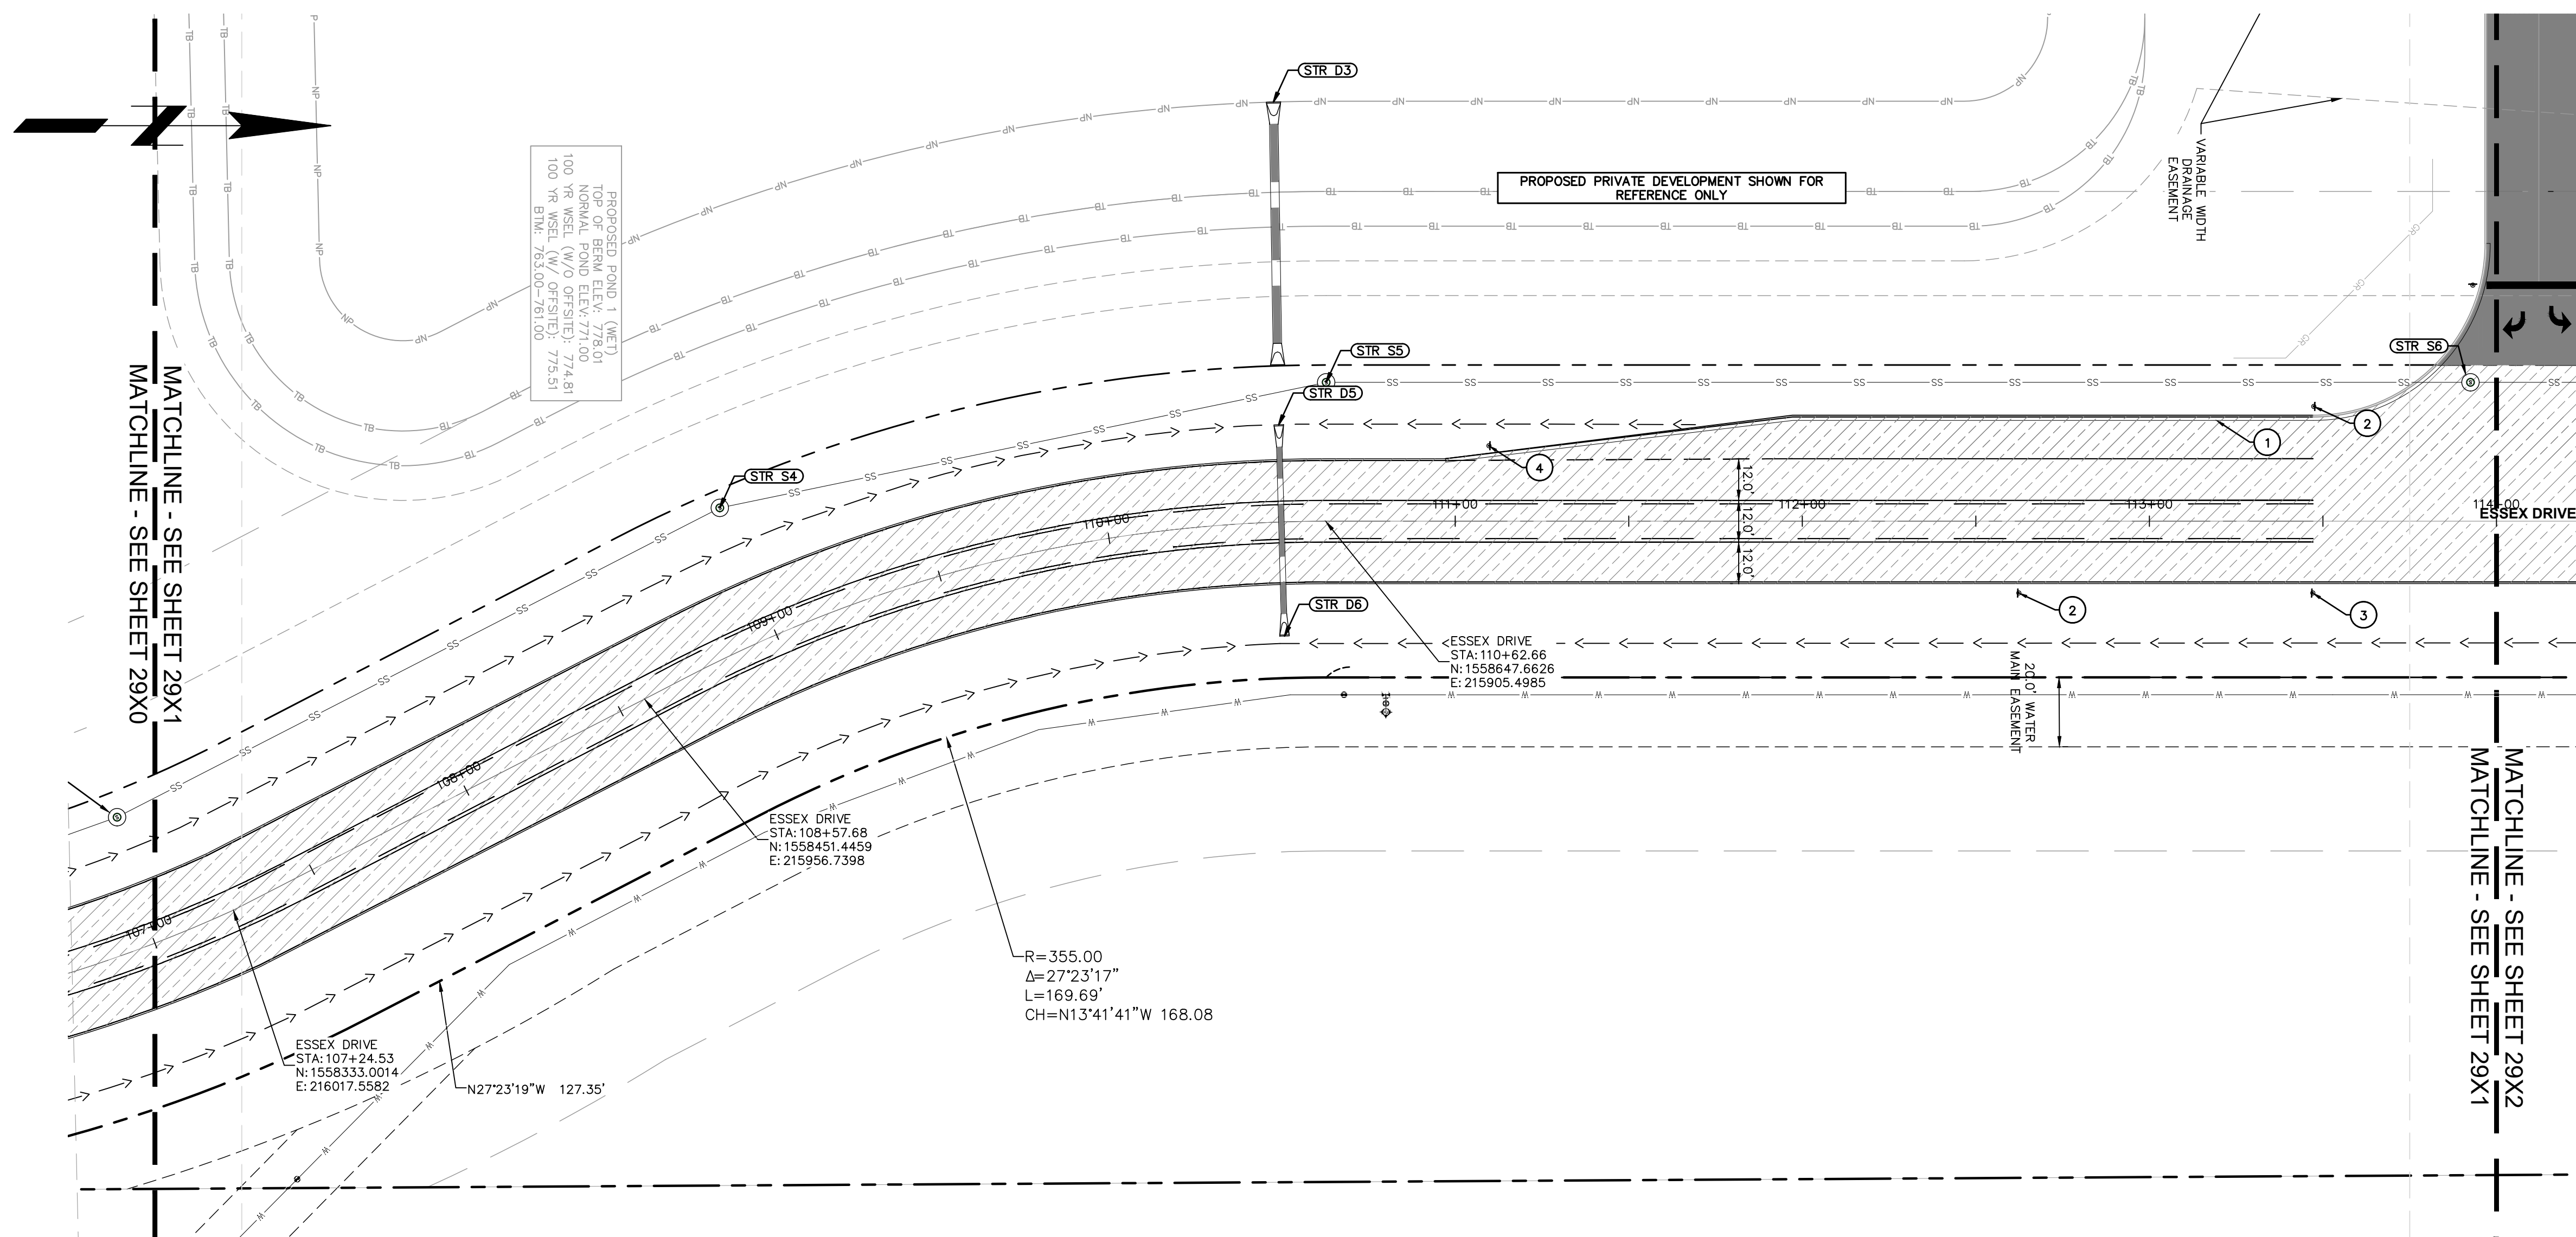 STR D3
PROPOSED PRIVATE DEVELOPMENT SHOWN FOR
REFERENCE ONLY
VARIABLE WIDTH
DRAINAGE
EASEMENT
PROPOSED POND 1 (WET)
TOP OF BERM ELEV: 778.01
NORMAL POND ELEV: 771.00
100 YR WSEL (W/O OFFSITE): 774.81
100 YR WSEL (W/ OFFSITE): 775.51
BTM: 763.00-761.00
STR S5
STR D5
STR S6
STR S4
STR D6
1
2
4
2
3
MATCHLINE - SEE SHEET 29X1
MATCHLINE - SEE SHEET 29X0
12.0'
12.0'
12.0'
107+00
108+00
109+00
110+00
111+00
112+00
113+00
114+00
ESSEX DRIVE
ESSEX DRIVE
STA: 110+62.66
N: 1558647.6626
E: 215905.4985
20.0' WATER
MAIN EASEMENT
ESSEX DRIVE
STA: 108+57.68
N: 1558451.4459
E: 215956.7398
R=355.00
Δ=27°23'17"
L=169.69'
CH=N13°41'41"W 168.08
ESSEX DRIVE
STA: 107+24.53
N: 1558333.0014
E: 216017.5582
N27°23'19"W 127.35'
MATCHLINE - SEE SHEET 29X2
MATCHLINE - SEE SHEET 29X1
NP
TB
SS
W
GR